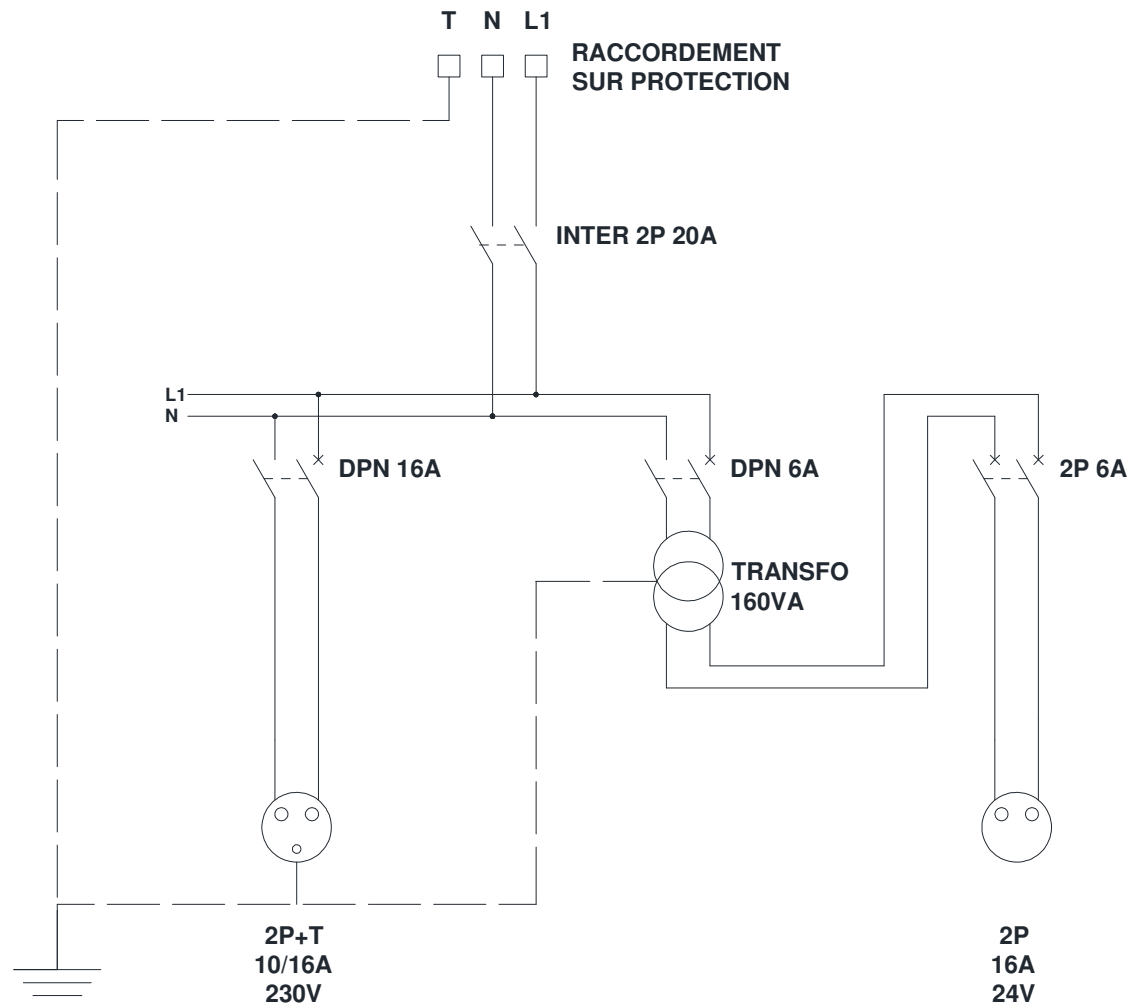 T N L1
RACCORDEMENT
SUR PROTECTION
INTER 2P 20A
L1
N
DPN 16A
DPN 6A
2P 6A
TRANSFO
160VA
2P+T
10/16A
230V
2P
16A
24V